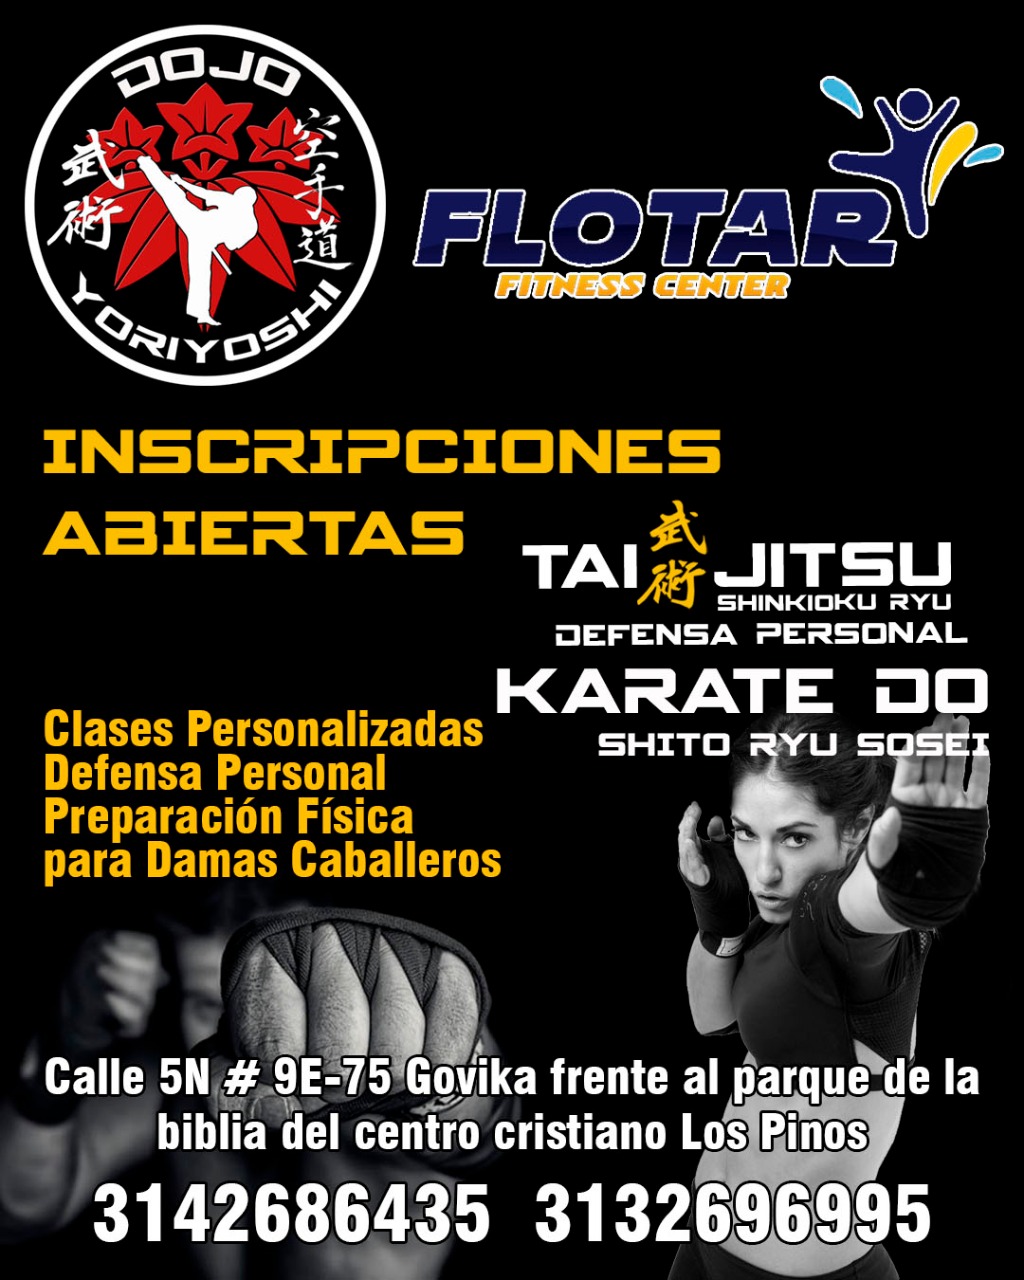 DOJO
武術
空手道
YORIYOSHI
FLOTAR
FITNESS CENTER
INSCRIPCIONES
ABIERTAS
TAI 武術 JITSU
SHINKIOKU RYU
DEFENSA PERSONAL
KARATE DO
SHITO RYU SOSEI
Clases Personalizadas
Defensa Personal
Preparación Física
para Damas Caballeros
Calle 5N # 9E-75 Govika frente al parque de la
biblia del centro cristiano Los Pinos
3142686435 3132696995